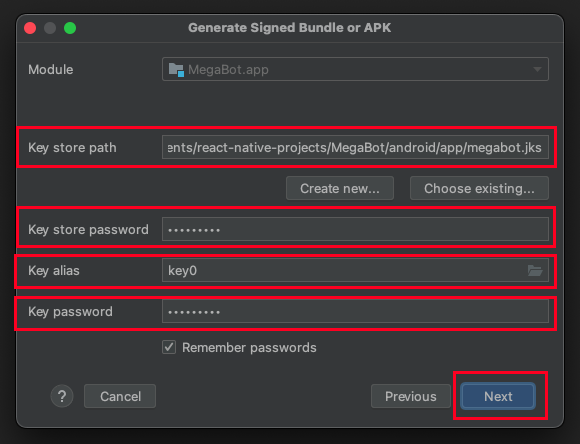 Generate Signed Bundle or APK
Module MegaBot.app
Key store path ents/react-native-projects/MegaBot/android/app/megabot.jks
Create new... Choose existing...
Key store password •••••••••
Key alias key0
Key password •••••••••
Remember passwords
? Cancel Previous Next